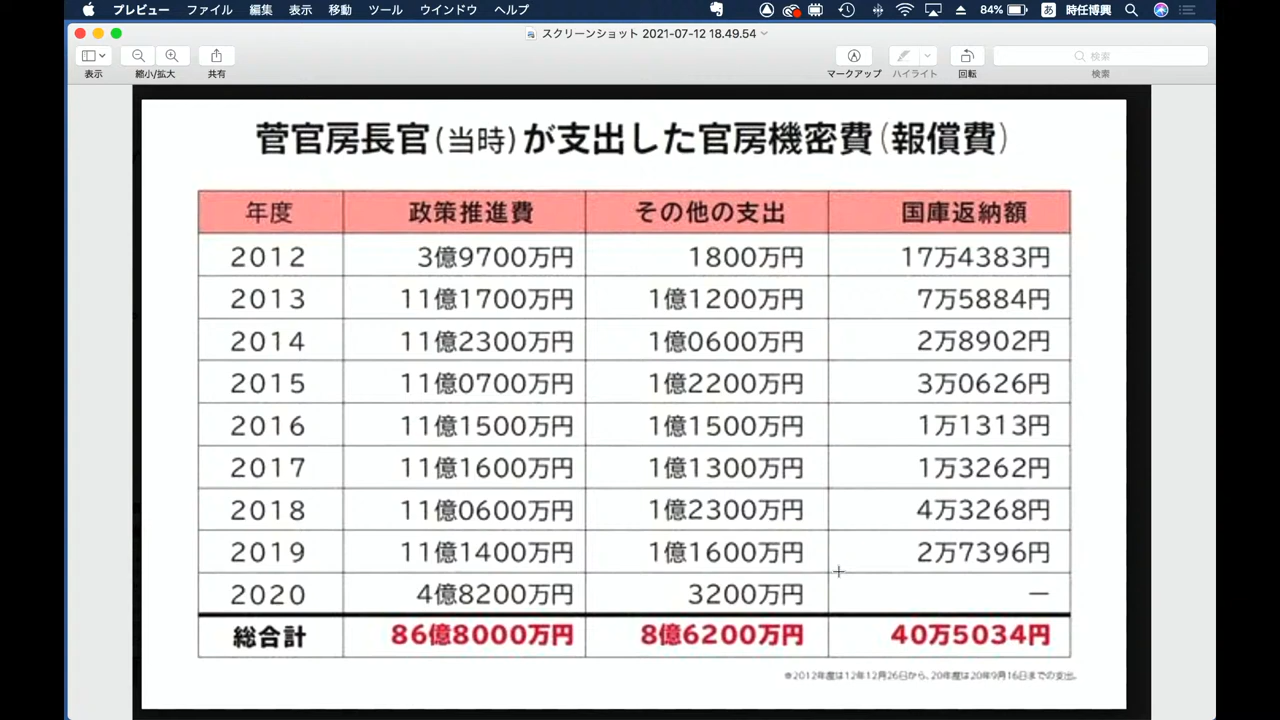 プレビュー ファイル 編集 表示 移動 ツール ウインドウ ヘルプ 84% あ 時任博興
スクリーンショット 2021-07-12 18.49.54
表示 縮小/拡大 共有 マークアップ ハイライト 回転 検索
検索
菅官房長官(当時)が支出した官房機密費(報償費)
年度 政策推進費 その他の支出 国庫返納額
2012 3億9700万円 1800万円 17万4383円
2013 11億1700万円 1億1200万円 7万5884円
2014 11億2300万円 1億0600万円 2万8902円
2015 11億0700万円 1億2200万円 3万0626円
2016 11億1500万円 1億1500万円 1万1313円
2017 11億1600万円 1億1300万円 1万3262円
2018 11億0600万円 1億2300万円 4万3268円
2019 11億1400万円 1億1600万円 2万7396円
2020 4億8200万円 3200万円 ー
総合計 86億8000万円 8億6200万円 40万5034円
※2012年度は12年12月26日から、20年度は20年9月16日までの支出。